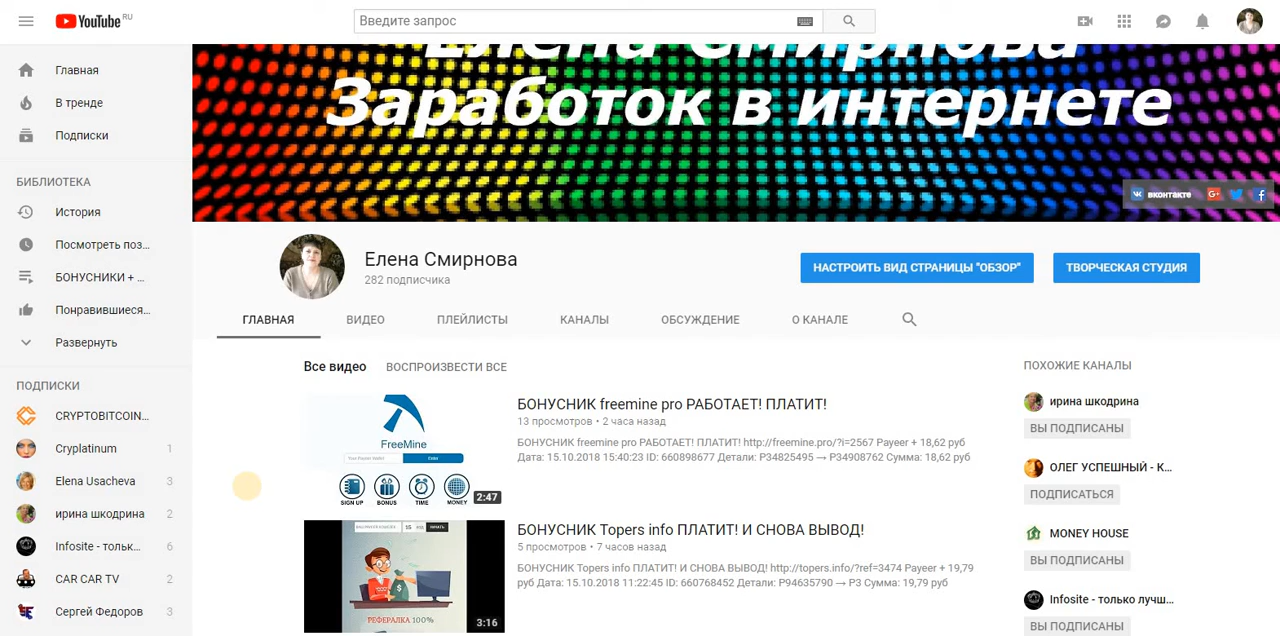 YouTube RU
Введите запрос
Елена Смирнова
Заработок в интернете
вконтакте
Главная
В тренде
Подписки
БИБЛИОТЕКА
История
Посмотреть поз...
БОНУСНИКИ + ...
Понравившиеся...
Развернуть
ПОДПИСКИ
CRYPTOBITCOIN...
Cryplatinum 1
Elena Usacheva 3
ирина шкодрина 2
Infosite - тольк... 6
CAR CAR TV 2
Сергей Федоров 3
Елена Смирнова
282 подписчика
НАСТРОИТЬ ВИД СТРАНИЦЫ "ОБЗОР"
ТВОРЧЕСКАЯ СТУДИЯ
ГЛАВНАЯ ВИДЕО ПЛЕЙЛИСТЫ КАНАЛЫ ОБСУЖДЕНИЕ О КАНАЛЕ
Все видео ВОСПРОИЗВЕСТИ ВСЕ
FreeMine
SIGN UP BONUS TIME MONEY
2:47
БОНУСНИК freemine pro РАБОТАЕТ! ПЛАТИТ!
13 просмотров • 2 часа назад
БОНУСНИК freemine pro РАБОТАЕТ! ПЛАТИТ! http://freemine.pro/?i=2567 Payeer + 18,62 руб
Дата: 15.10.2018 15:40:23 ID: 660898677 Детали: P34825495 → P34908762 Сумма: 18,62 руб
РЕФЕРАЛКА 100%
3:16
БОНУСНИК Topers info ПЛАТИТ! И СНОВА ВЫВОД!
5 просмотров • 7 часов назад
БОНУСНИК Topers info ПЛАТИТ! И СНОВА ВЫВОД! http://topers.info/?ref=3474 Payeer + 19,79
руб Дата: 15.10.2018 11:22:45 ID: 660768452 Детали: P94635790 → P3 Сумма: 19,79 руб
ПОХОЖИЕ КАНАЛЫ
ирина шкодрина
ВЫ ПОДПИСАНЫ
ОЛЕГ УСПЕШНЫЙ - К...
ПОДПИСАТЬСЯ
MONEY HOUSE
ВЫ ПОДПИСАНЫ
Infosite - только лучш...
ВЫ ПОДПИСАНЫ